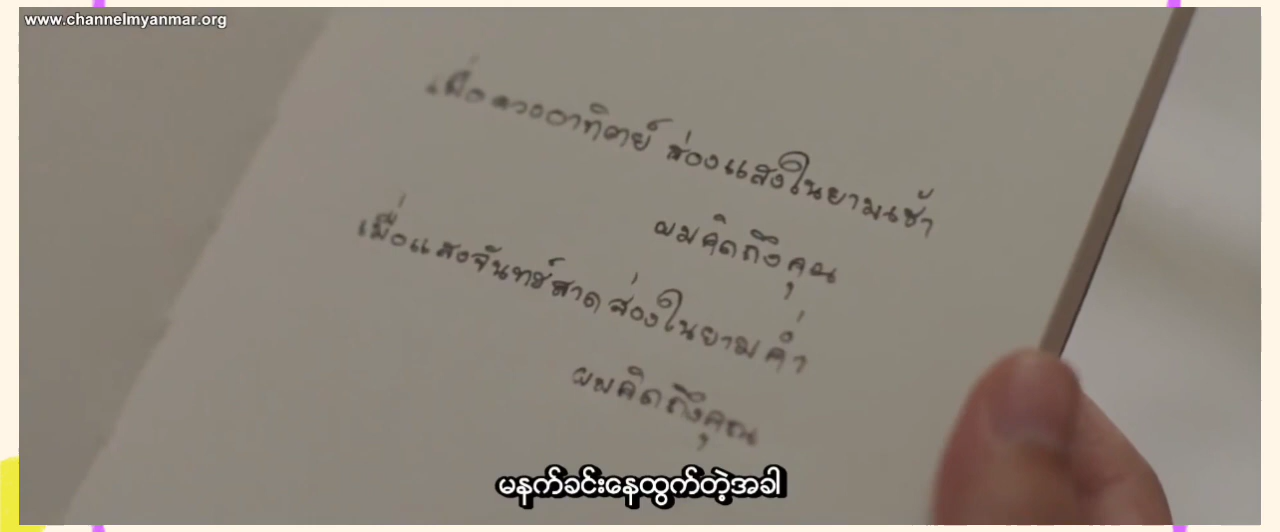 www.channelmyanmar.org
เมื่อดวงอาทิตย์ ส่องแสงในยามเช้า
ผมคิดถึงคุณ
เมื่อแสงจันทร์สาดส่องในยามค่ำ
ผมคิดถึงคุณ
မနက်ခင်းနေထွက်တဲ့အခါ